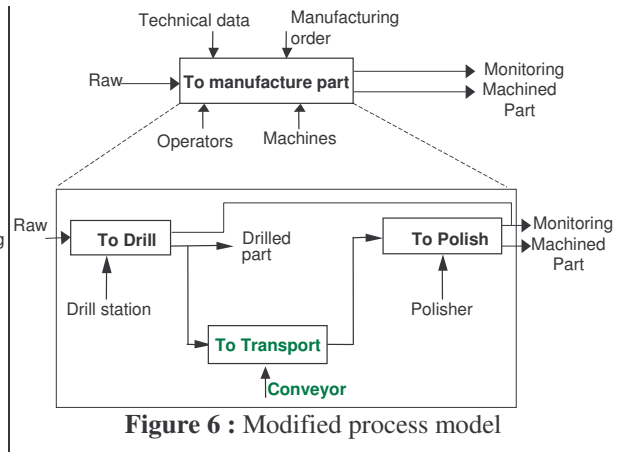 Technical data
Manufacturing
order
Raw
To manufacture part
Monitoring
Machined
Part
Operators
Machines
g
Raw
To Drill
Drilled
part
To Polish
Monitoring
Machined
Part
Drill station
Polisher
To Transport
Conveyor
Figure 6 : Modified process model